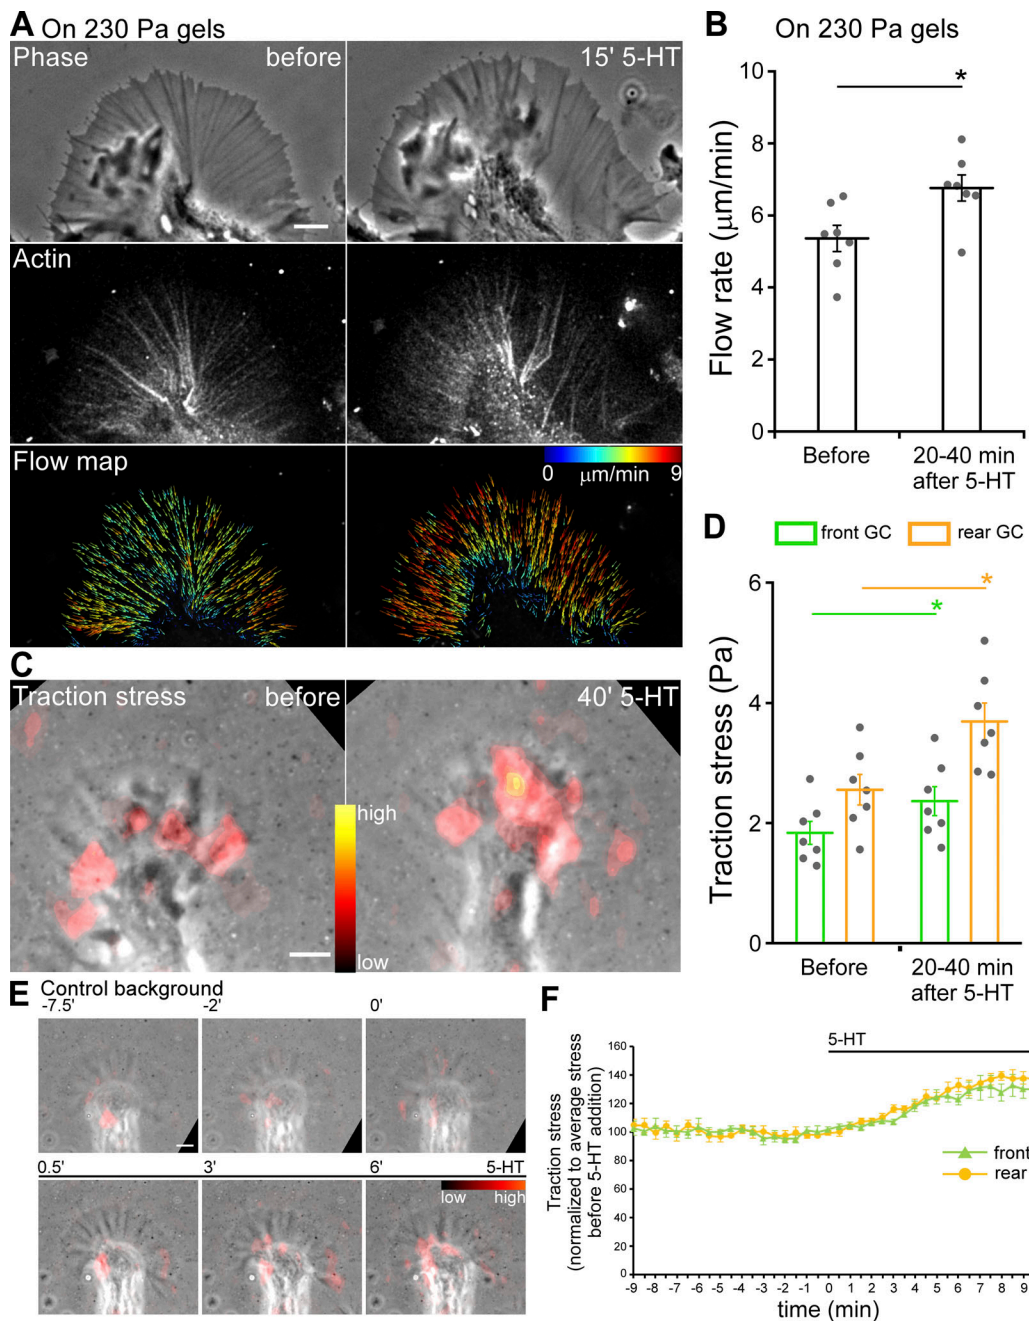 A On 230 Pa gels
Phase before
15' 5-HT
Actin
Flow map
0 μm/min 9
B On 230 Pa gels
*
Flow rate (μm/min)
10
8
6
4
2
0
Before
20-40 min
after 5-HT
C
Traction stress before
40' 5-HT
high
low
D
front GC
rear GC
*
*
Traction stress (Pa)
6
4
2
0
Before
20-40 min
after 5-HT
E Control background
-7.5' -2' 0'
0.5' 3' 6' 5-HT
low high
F
5-HT
Traction stress
(normalized to average stress
before 5-HT addition)
160
140
120
100
80
60
40
20
0
front
rear
-9 -8 -7 -6 -5 -4 -3 -2 -1 0 1 2 3 4 5 6 7 8 9
time (min)